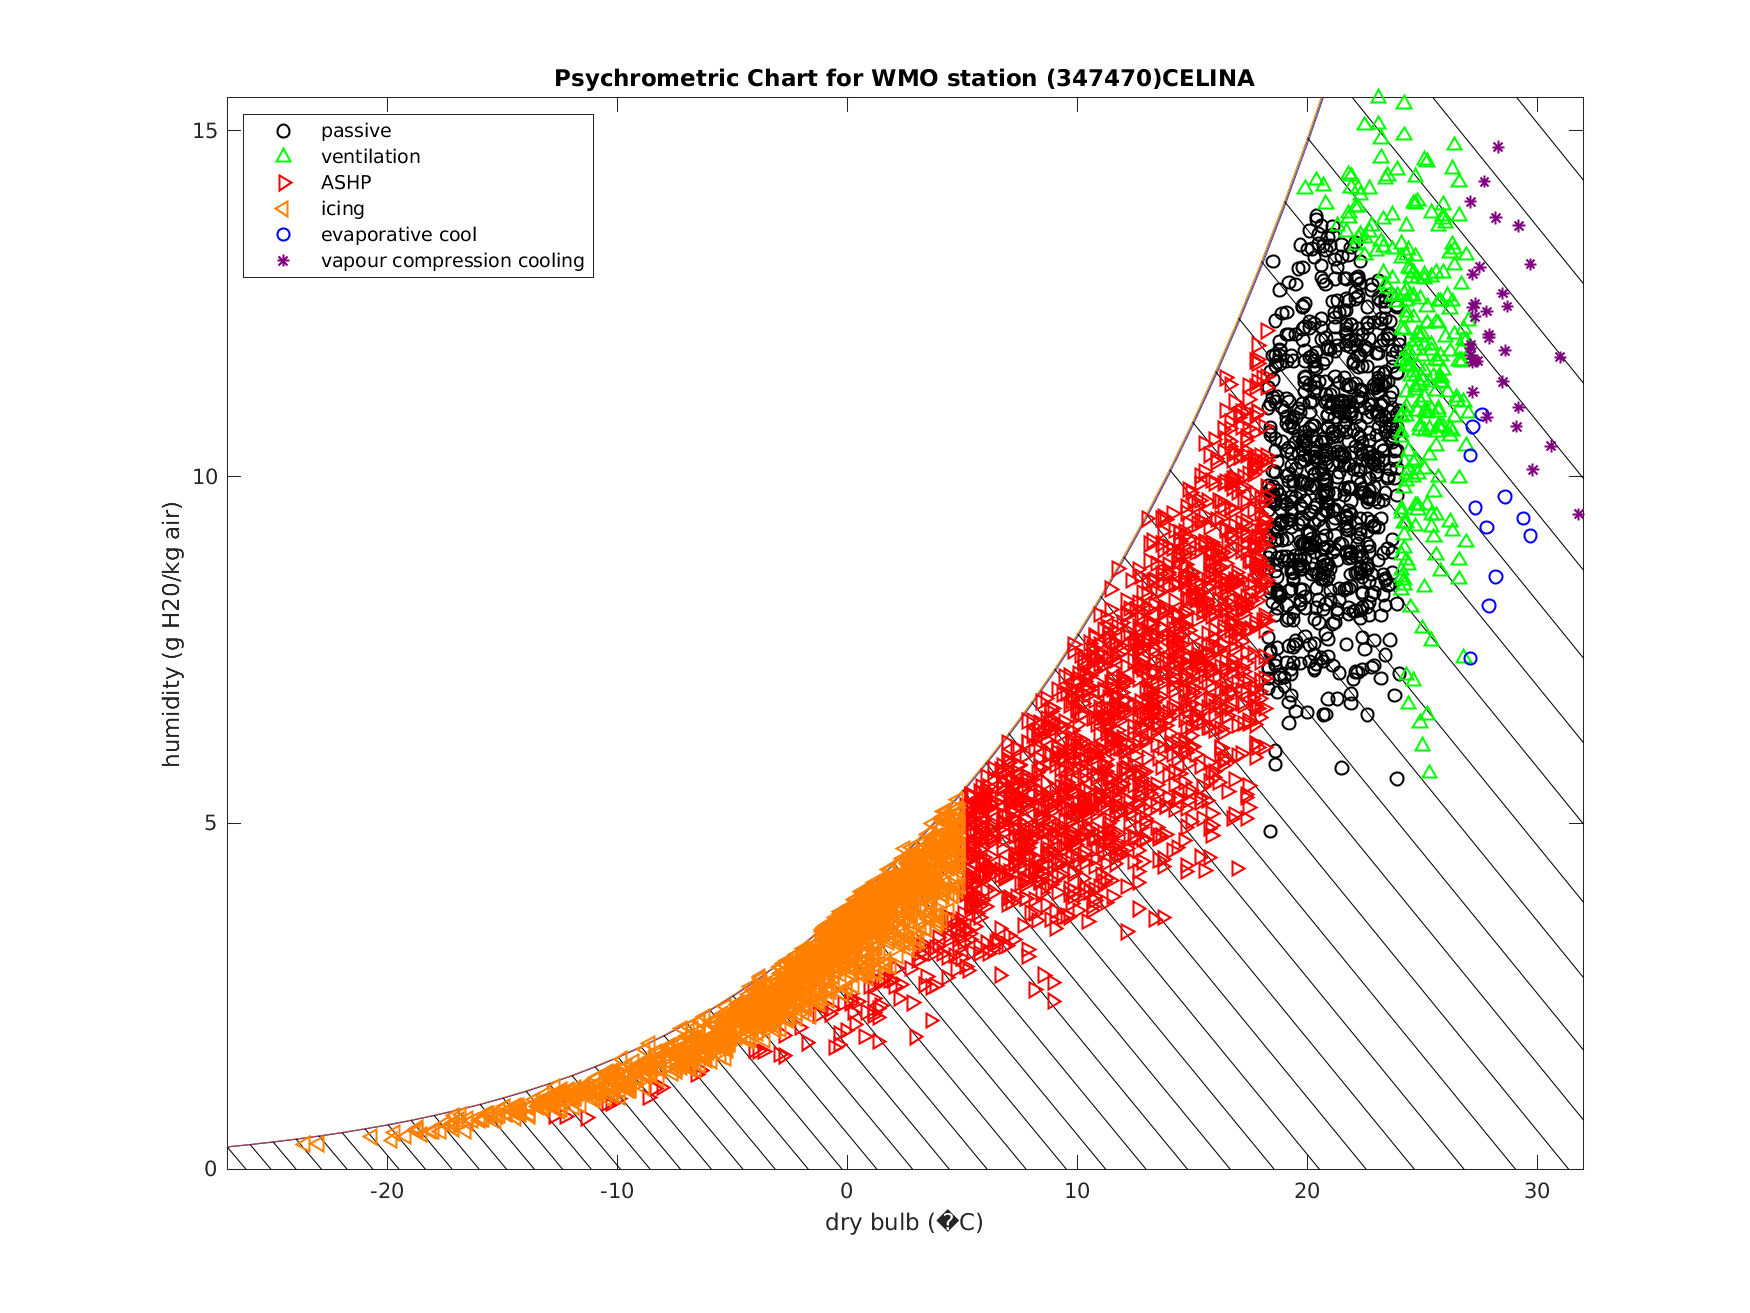 Psychrometric Chart for WMO station (347470)CELINA
passive
ventilation
ASHP
icing
evaporative cool
vapour compression cooling
humidity (g H20/kg air)
15
10
5
0
-20 -10 0 10 20 30
dry bulb (�C)